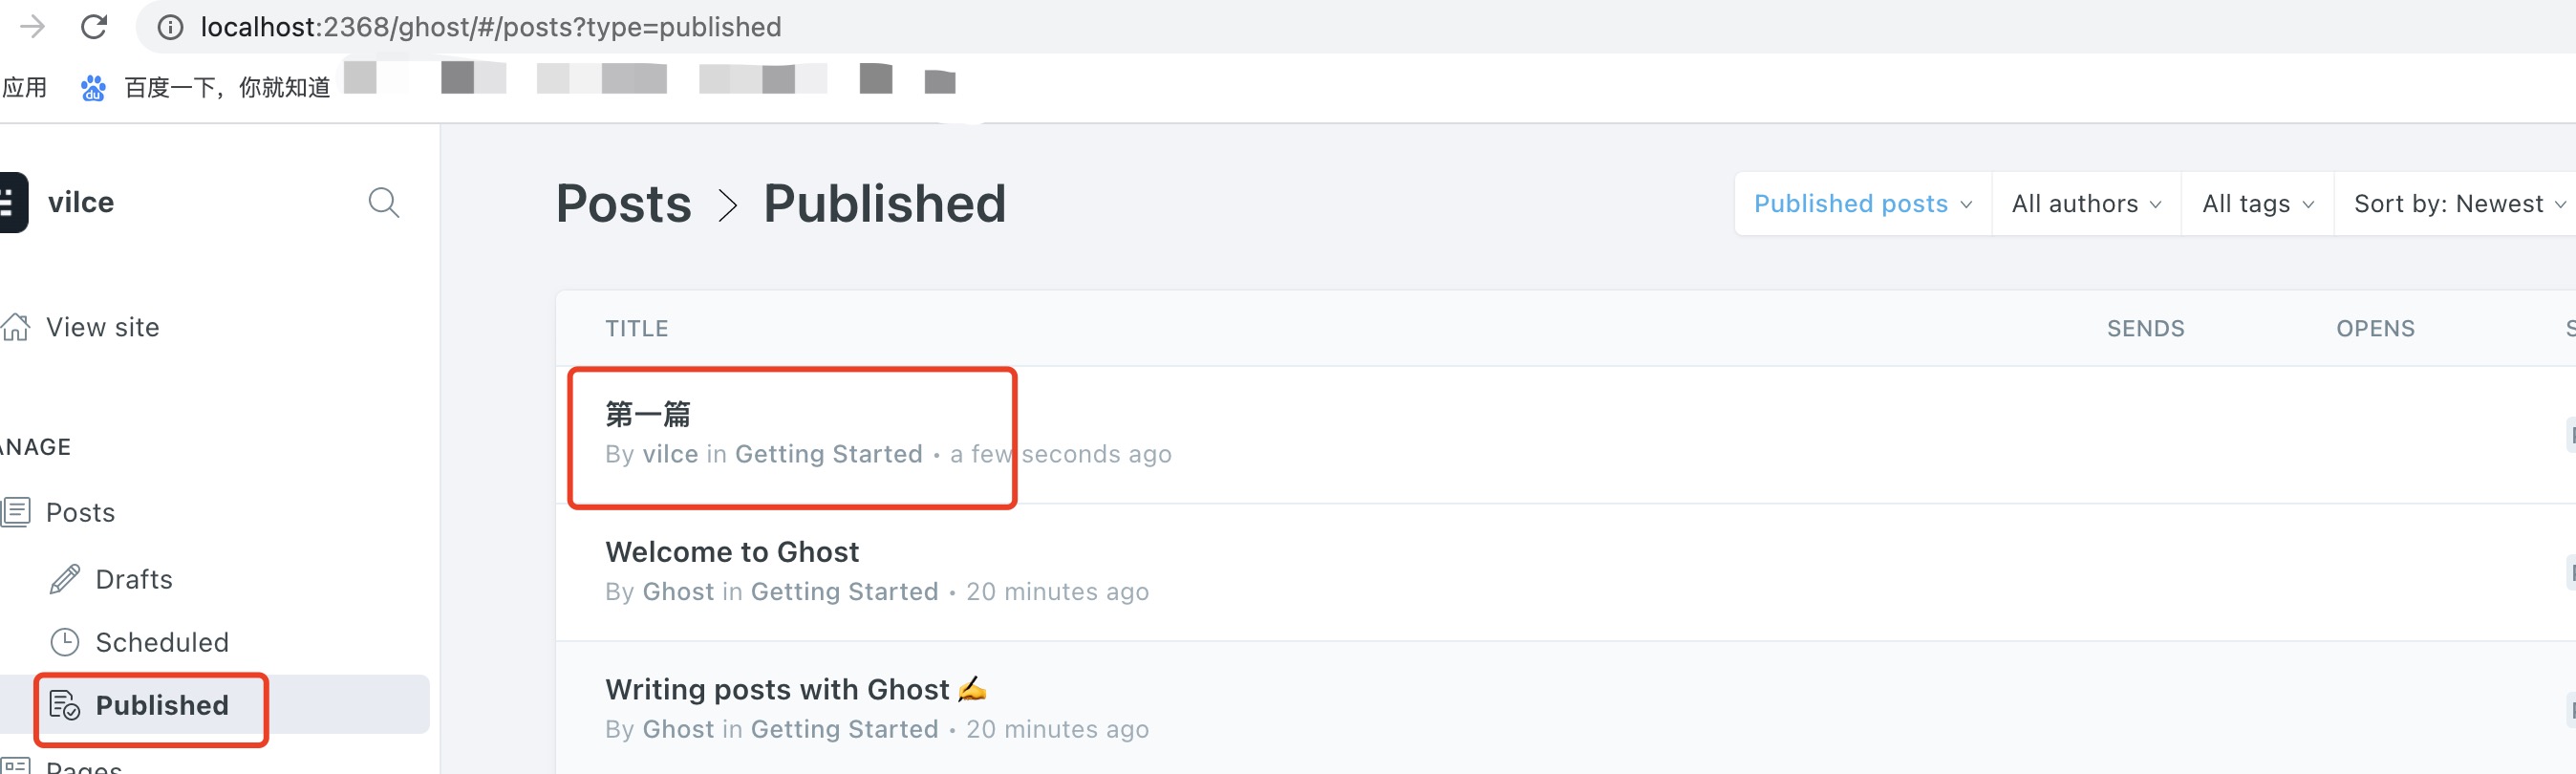 localhost:2368/ghost/#/posts?type=published
应用 百度一下，你就知道
vilce
View site
NAGE
Posts
Drafts
Scheduled
Published
Pages
Posts > Published
Published posts All authors All tags Sort by: Newest
TITLE SENDS OPENS
第一篇
By vilce in Getting Started • a few seconds ago
Welcome to Ghost
By Ghost in Getting Started • 20 minutes ago
Writing posts with Ghost ✍️
By Ghost in Getting Started • 20 minutes ago